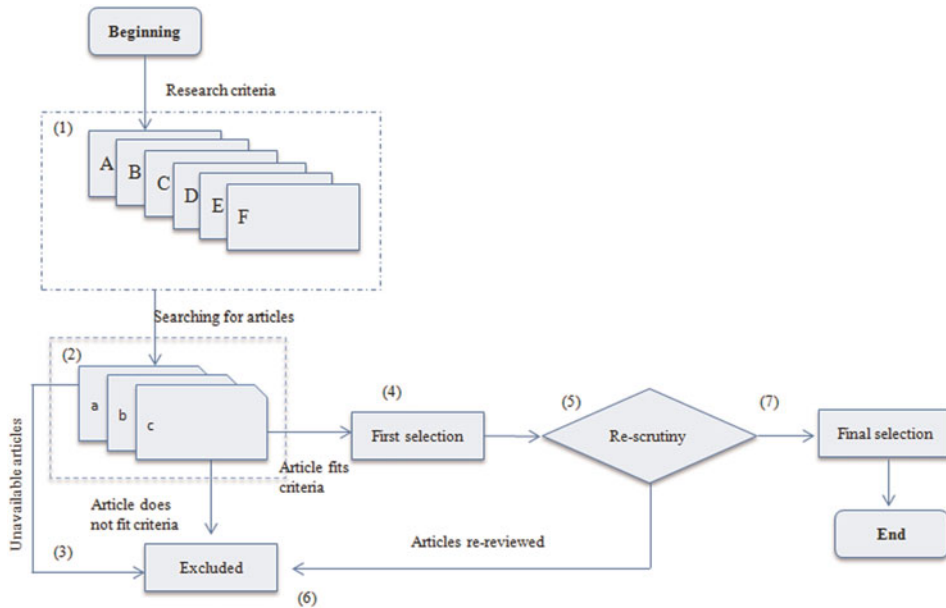 Beginning
Research criteria
(1)
A
B
C
D
E
F
Searching for articles
(2)
a
b
c
Unavailable articles
(3)
Article does
not fit criteria
Article fits
criteria
(4)
First selection
(5)
Re-scrutiny
(7)
Final selection
End
Articles re-reviewed
Excluded
(6)